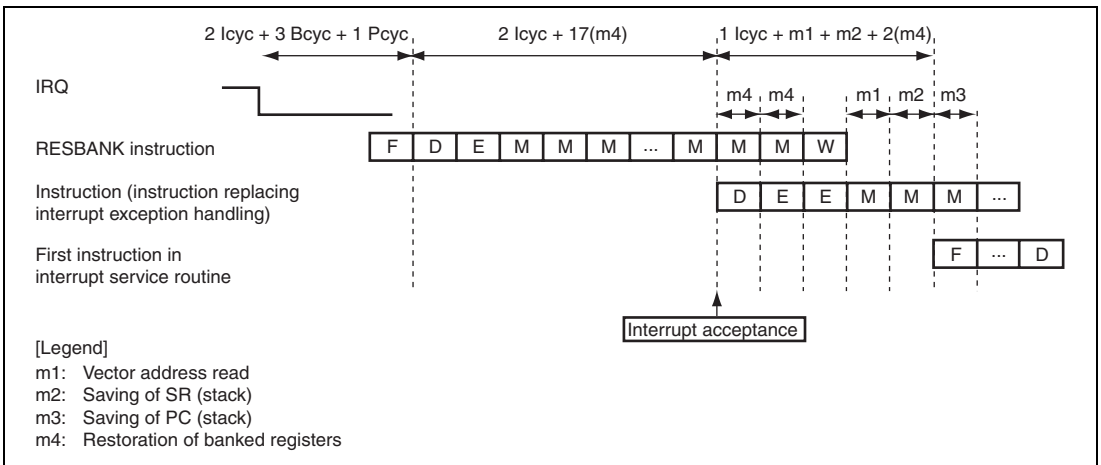 2 Icyc + 3 Bcyc + 1 Pcyc 2 Icyc + 17(m4) 1 Icyc + m1 + m2 + 2(m4)
IRQ
m4 m4 m1 m2 m3
RESBANK instruction F D E M M M ... M M M W
Instruction (instruction replacing
interrupt exception handling) D E E M M M ...
First instruction in
interrupt service routine F ... D
Interrupt acceptance
[Legend]
m1: Vector address read
m2: Saving of SR (stack)
m3: Saving of PC (stack)
m4: Restoration of banked registers